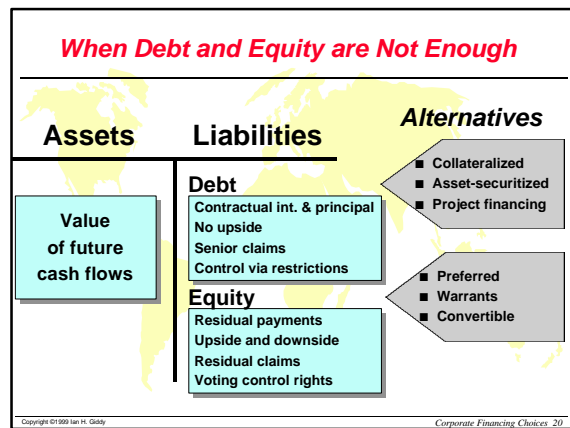 When Debt and Equity are Not Enough
Assets
Liabilities
Alternatives
Value
of future
cash flows
Debt
Contractual int. & principal
No upside
Senior claims
Control via restrictions
Equity
Residual payments
Upside and downside
Residual claims
Voting control rights
■ Collateralized
■ Asset-securitized
■ Project financing
■ Preferred
■ Warrants
■ Convertible
Copyright ©1999 Ian H. Giddy
Corporate Financing Choices 20